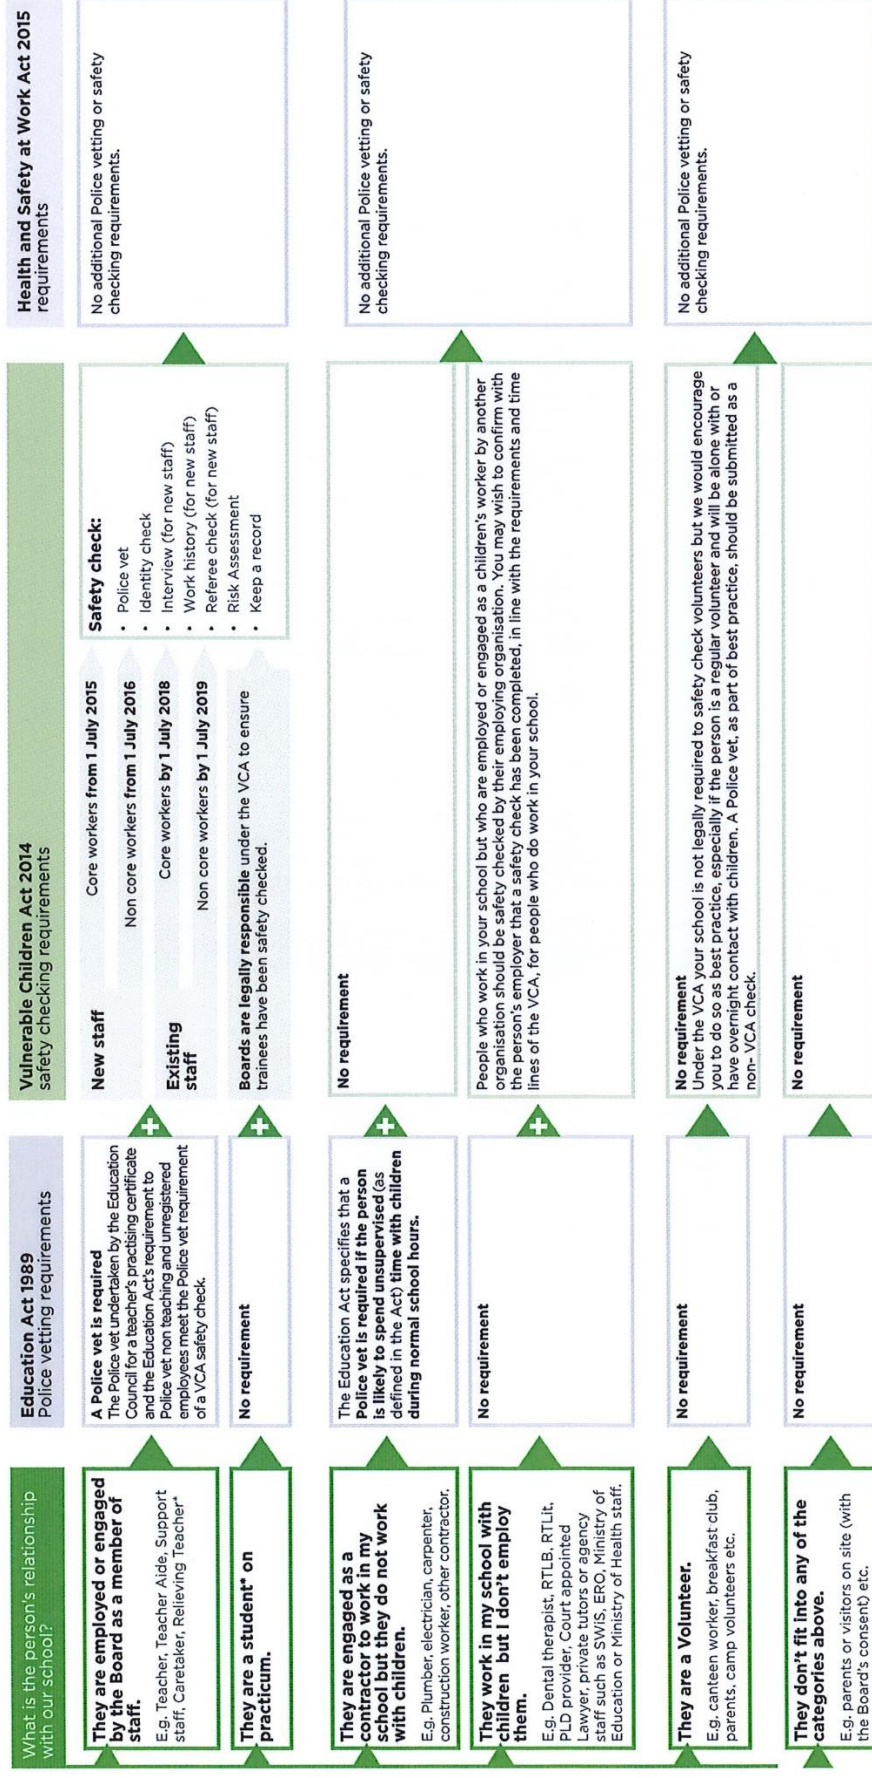 What is the person's relationship
with our school?
Education Act 1989
Police vetting requirements
Vulnerable Children Act 2014
safety checking requirements
Health and Safety at Work Act 2015
requirements
They are employed or engaged
by the Board as a member of
staff.
E.g. Teacher, Teacher Aide, Support
staff, Caretaker, Relieving Teacher*
A Police vet is required
The Police vet undertaken by the Education
Council for a teacher's practising certificate
and the Education Act's requirement to
Police vet non teaching and unregistered
employees meet the Police vet requirement
of a VCA safety check.
+
New staff
Core workers from 1 July 2015
Non core workers from 1 July 2016
Existing
staff
Core workers by 1 July 2018
Non core workers by 1 July 2019
Safety check:
• Police vet
• Identity check
• Interview (for new staff)
• Work history (for new staff)
• Referee check (for new staff)
• Risk Assessment
• Keep a record
No additional Police vetting or safety
checking requirements.
They are a student* on
practicum.
No requirement
+
Boards are legally responsible under the VCA to ensure
trainees have been safety checked.
They are engaged as a
contractor to work in my
school but they do not work
with children.
E.g. Plumber, electrician, carpenter,
construction worker, other contractor.
The Education Act specifies that a
Police vet is required if the person
is likely to spend unsupervised (as
defined in the Act) time with children
during normal school hours.
+
No requirement
No additional Police vetting or safety
checking requirements.
They work in my school with
children but I don't employ
them.
E.g. Dental therapist, RTLB, RTLit,
PLD provider, Court appointed
Lawyer, private tutors or agency
staff such as SWiS, ERO, Ministry of
Education or Ministry of Health staff.
No requirement
+
People who work in your school but who are employed or engaged as a children's worker by another
organisation should be safety checked by their employing organisation. You may wish to confirm with
the person's employer that a safety check has been completed, in line with the requirements and time
lines of the VCA, for people who do work in your school.
They are a Volunteer.
E.g. canteen worker, breakfast club,
parents, camp volunteers etc.
No requirement
No requirement
Under the VCA your school is not legally required to safety check volunteers but we would encourage
you to do so as best practice, especially if the person is a regular volunteer and will be alone with or
have overnight contact with children. A Police vet, as part of best practice, should be submitted as a
non- VCA check.
No additional Police vetting or safety
checking requirements.
They don't fit into any of the
categories above.
E.g. parents or visitors on site (with
the Board's consent) etc.
No requirement
No requirement